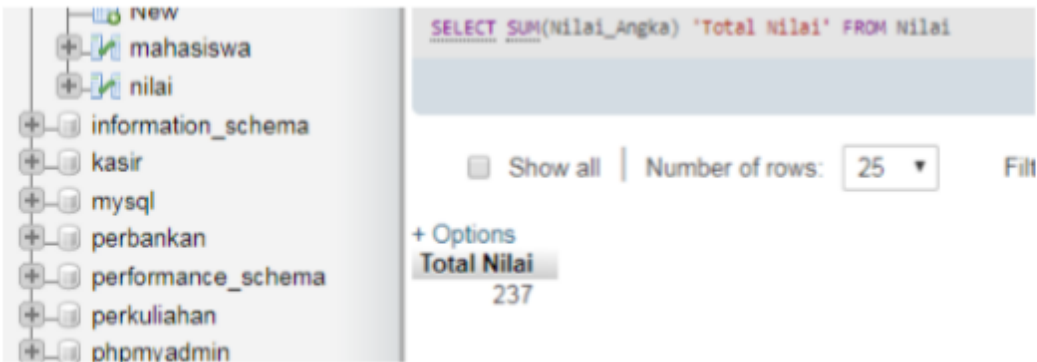 New
mahasiswa
nilai
information_schema
kasir
mysql
perbankan
performance_schema
perkuliahan
phpmyadmin
SELECT SUM(Nilai_Angka) 'Total Nilai' FROM Nilai
Show all | Number of rows: 25 Filt
+ Options
Total Nilai
237